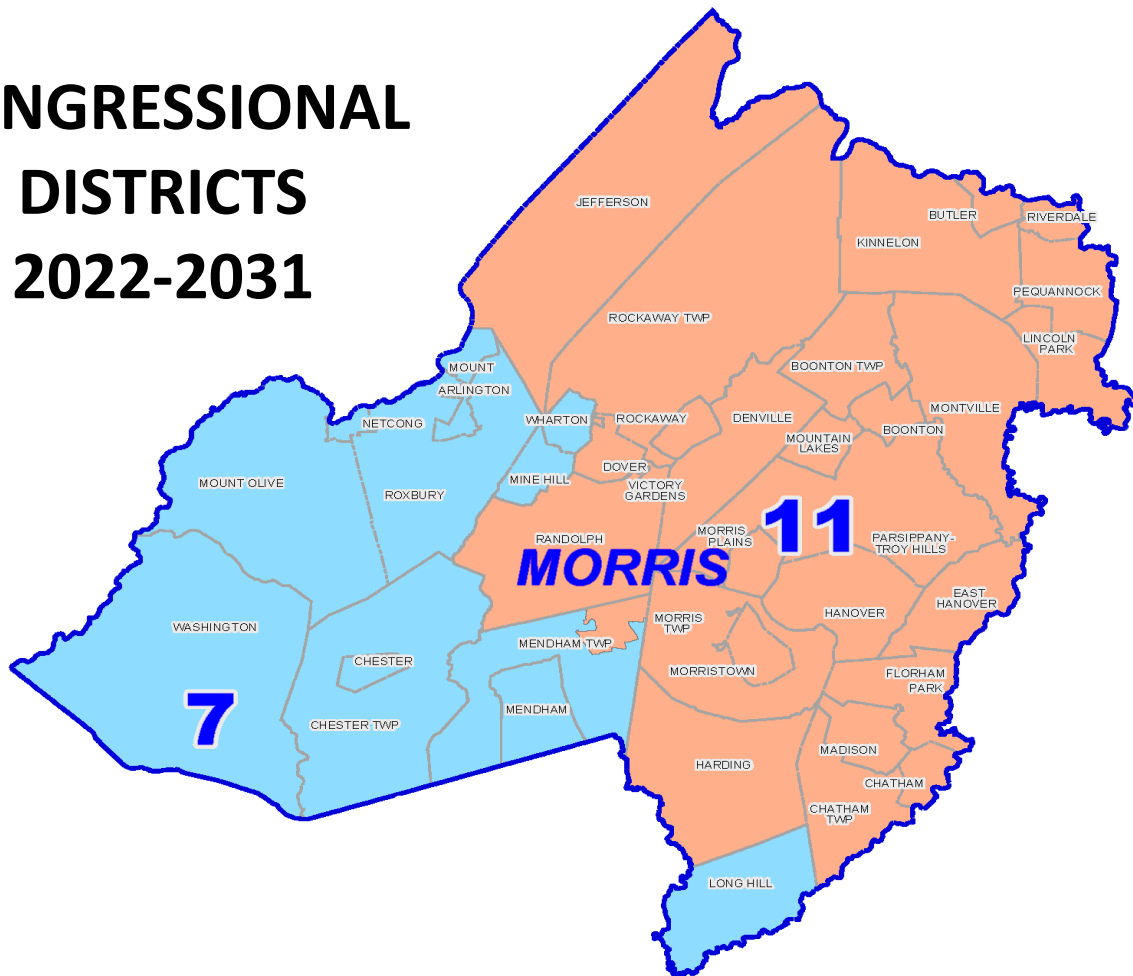 NGRESSIONAL
DISTRICTS
2022-2031
JEFFERSON
BUTLER
RIVERDALE
KINNELON
PEQUANNOCK
ROCKAWAY TWP
LINCOLN
PARK
MOUNT
ARLINGTON
BOONTON TWP
MONTVILLE
NETCONG
WHARTON
ROCKAWAY
DENVILLE
BOONTON
MOUNTAIN
LAKES
DOVER
MOUNT OLIVE
ROXBURY
MINE HILL
VICTORY
GARDENS
11
RANDOLPH
MORRIS
PLAINS
PARSIPPANY-
TROY HILLS
MORRIS
EAST
HANOVER
HANOVER
WASHINGTON
MORRIS
TWP
MENDHAM TWP
CHESTER
MORRISTOWN
FLORHAM
PARK
7
CHESTER TWP
MENDHAM
MADISON
HARDING
CHATHAM
CHATHAM
TWP
LONG HILL